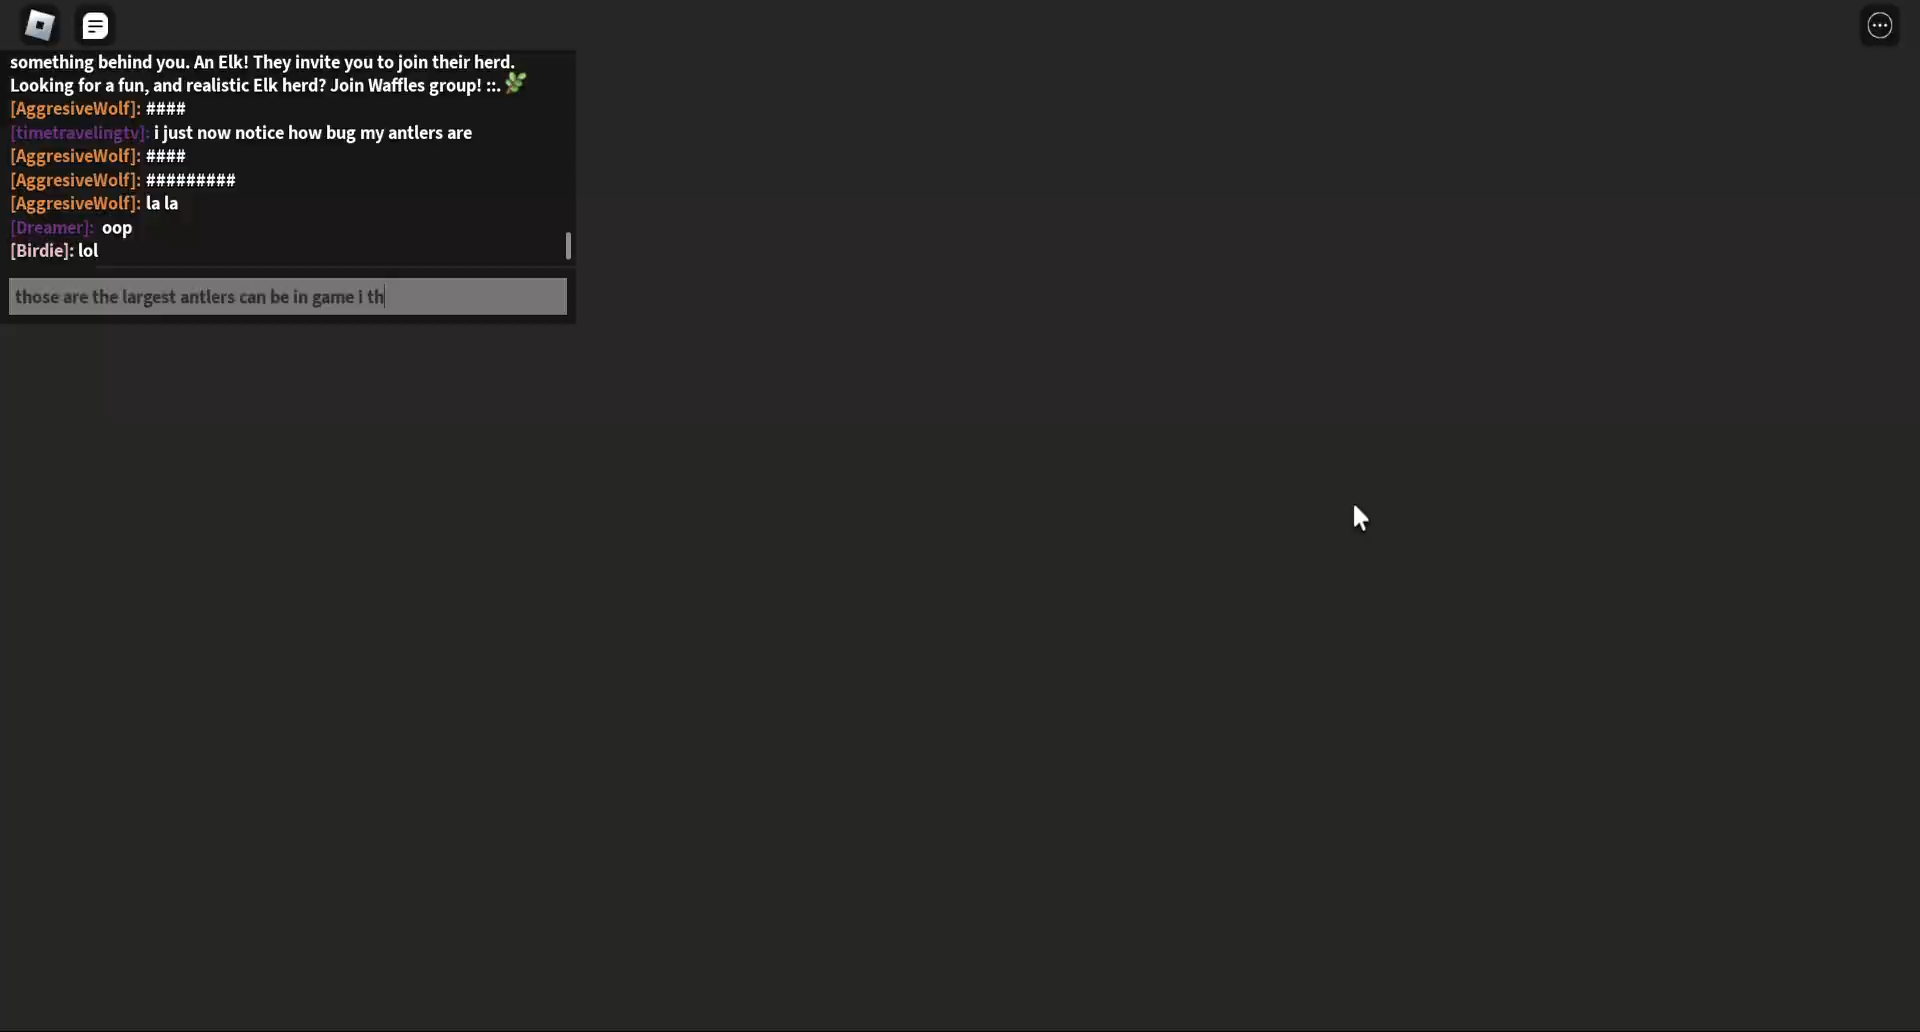 something behind you. An Elk! They invite you to join their herd.
Looking for a fun, and realistic Elk herd? Join Waffles group! ::.🌿
[AggresiveWolf]: ####
[timetravelingtv]: i just now notice how bug my antlers are
[AggresiveWolf]: ####
[AggresiveWolf]: #########
[AggresiveWolf]: la la
[Dreamer]: oop
[Birdie]: lol
those are the largest antlers can be in game i th